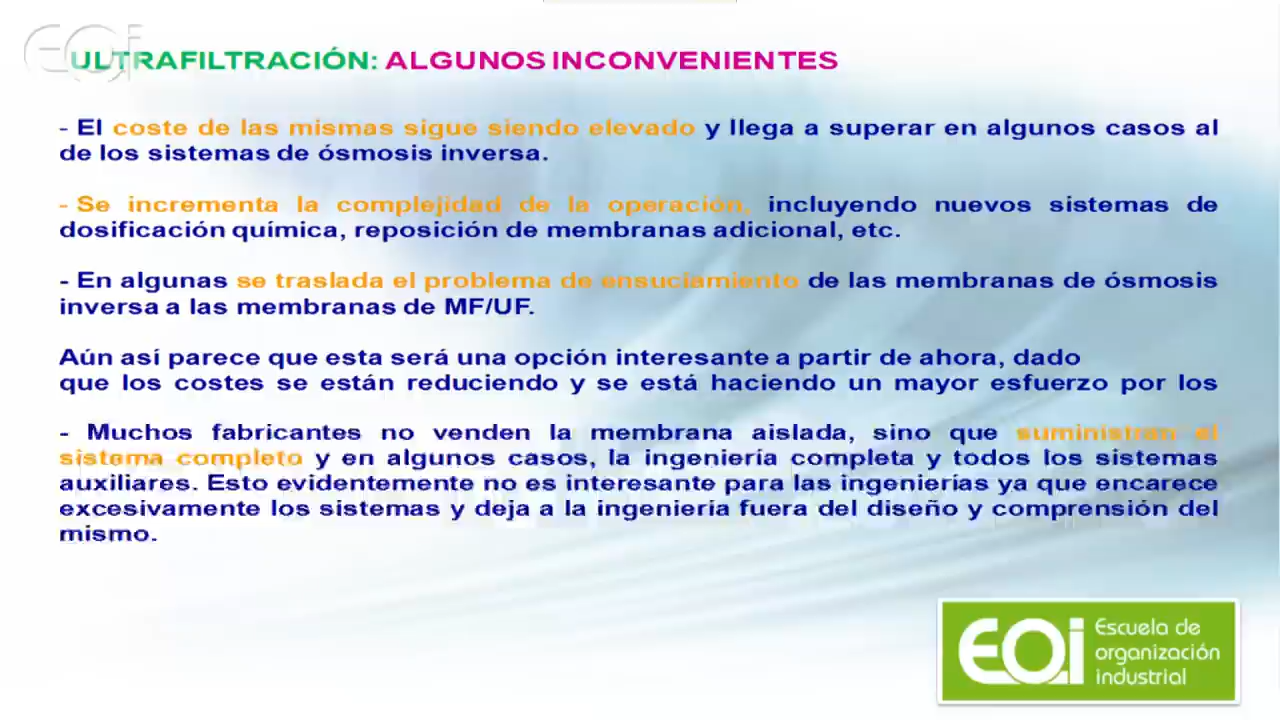 EOi
ULTRAFILTRACIÓN: ALGUNOS INCONVENIENTES
- El coste de las mismas sigue siendo elevado y llega a superar en algunos casos al
de los sistemas de ósmosis inversa.
- Se incrementa la complejidad de la operación, incluyendo nuevos sistemas de
dosificación química, reposición de membranas adicional, etc.
- En algunas se traslada el problema de ensuciamiento de las membranas de ósmosis
inversa a las membranas de MF/UF.
Aún así parece que esta será una opción interesante a partir de ahora, dado
que los costes se están reduciendo y se está haciendo un mayor esfuerzo por los
- Muchos fabricantes no venden la membrana aislada, sino que suministran el
sistema completo y en algunos casos, la ingeniería completa y todos los sistemas
auxiliares. Esto evidentemente no es interesante para las ingenierías ya que encarece
excesivamente los sistemas y deja a la ingeniería fuera del diseño y comprensión del
mismo.
EOi Escuela de
organización
industrial